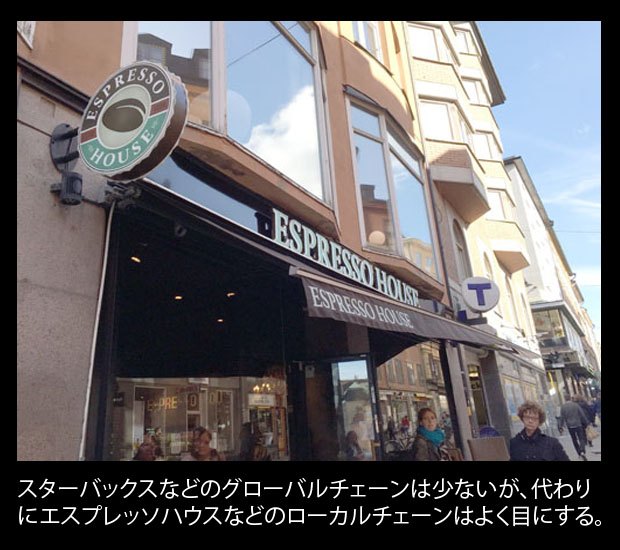 ESPRESSO
HOUSE
ESPRESSO HOUSE
ESPRESSO HOUSE
T
スターバックスなどのグローバルチェーンは少ないが、代わり
にエスプレッソハウスなどのローカルチェーンはよく目にする。